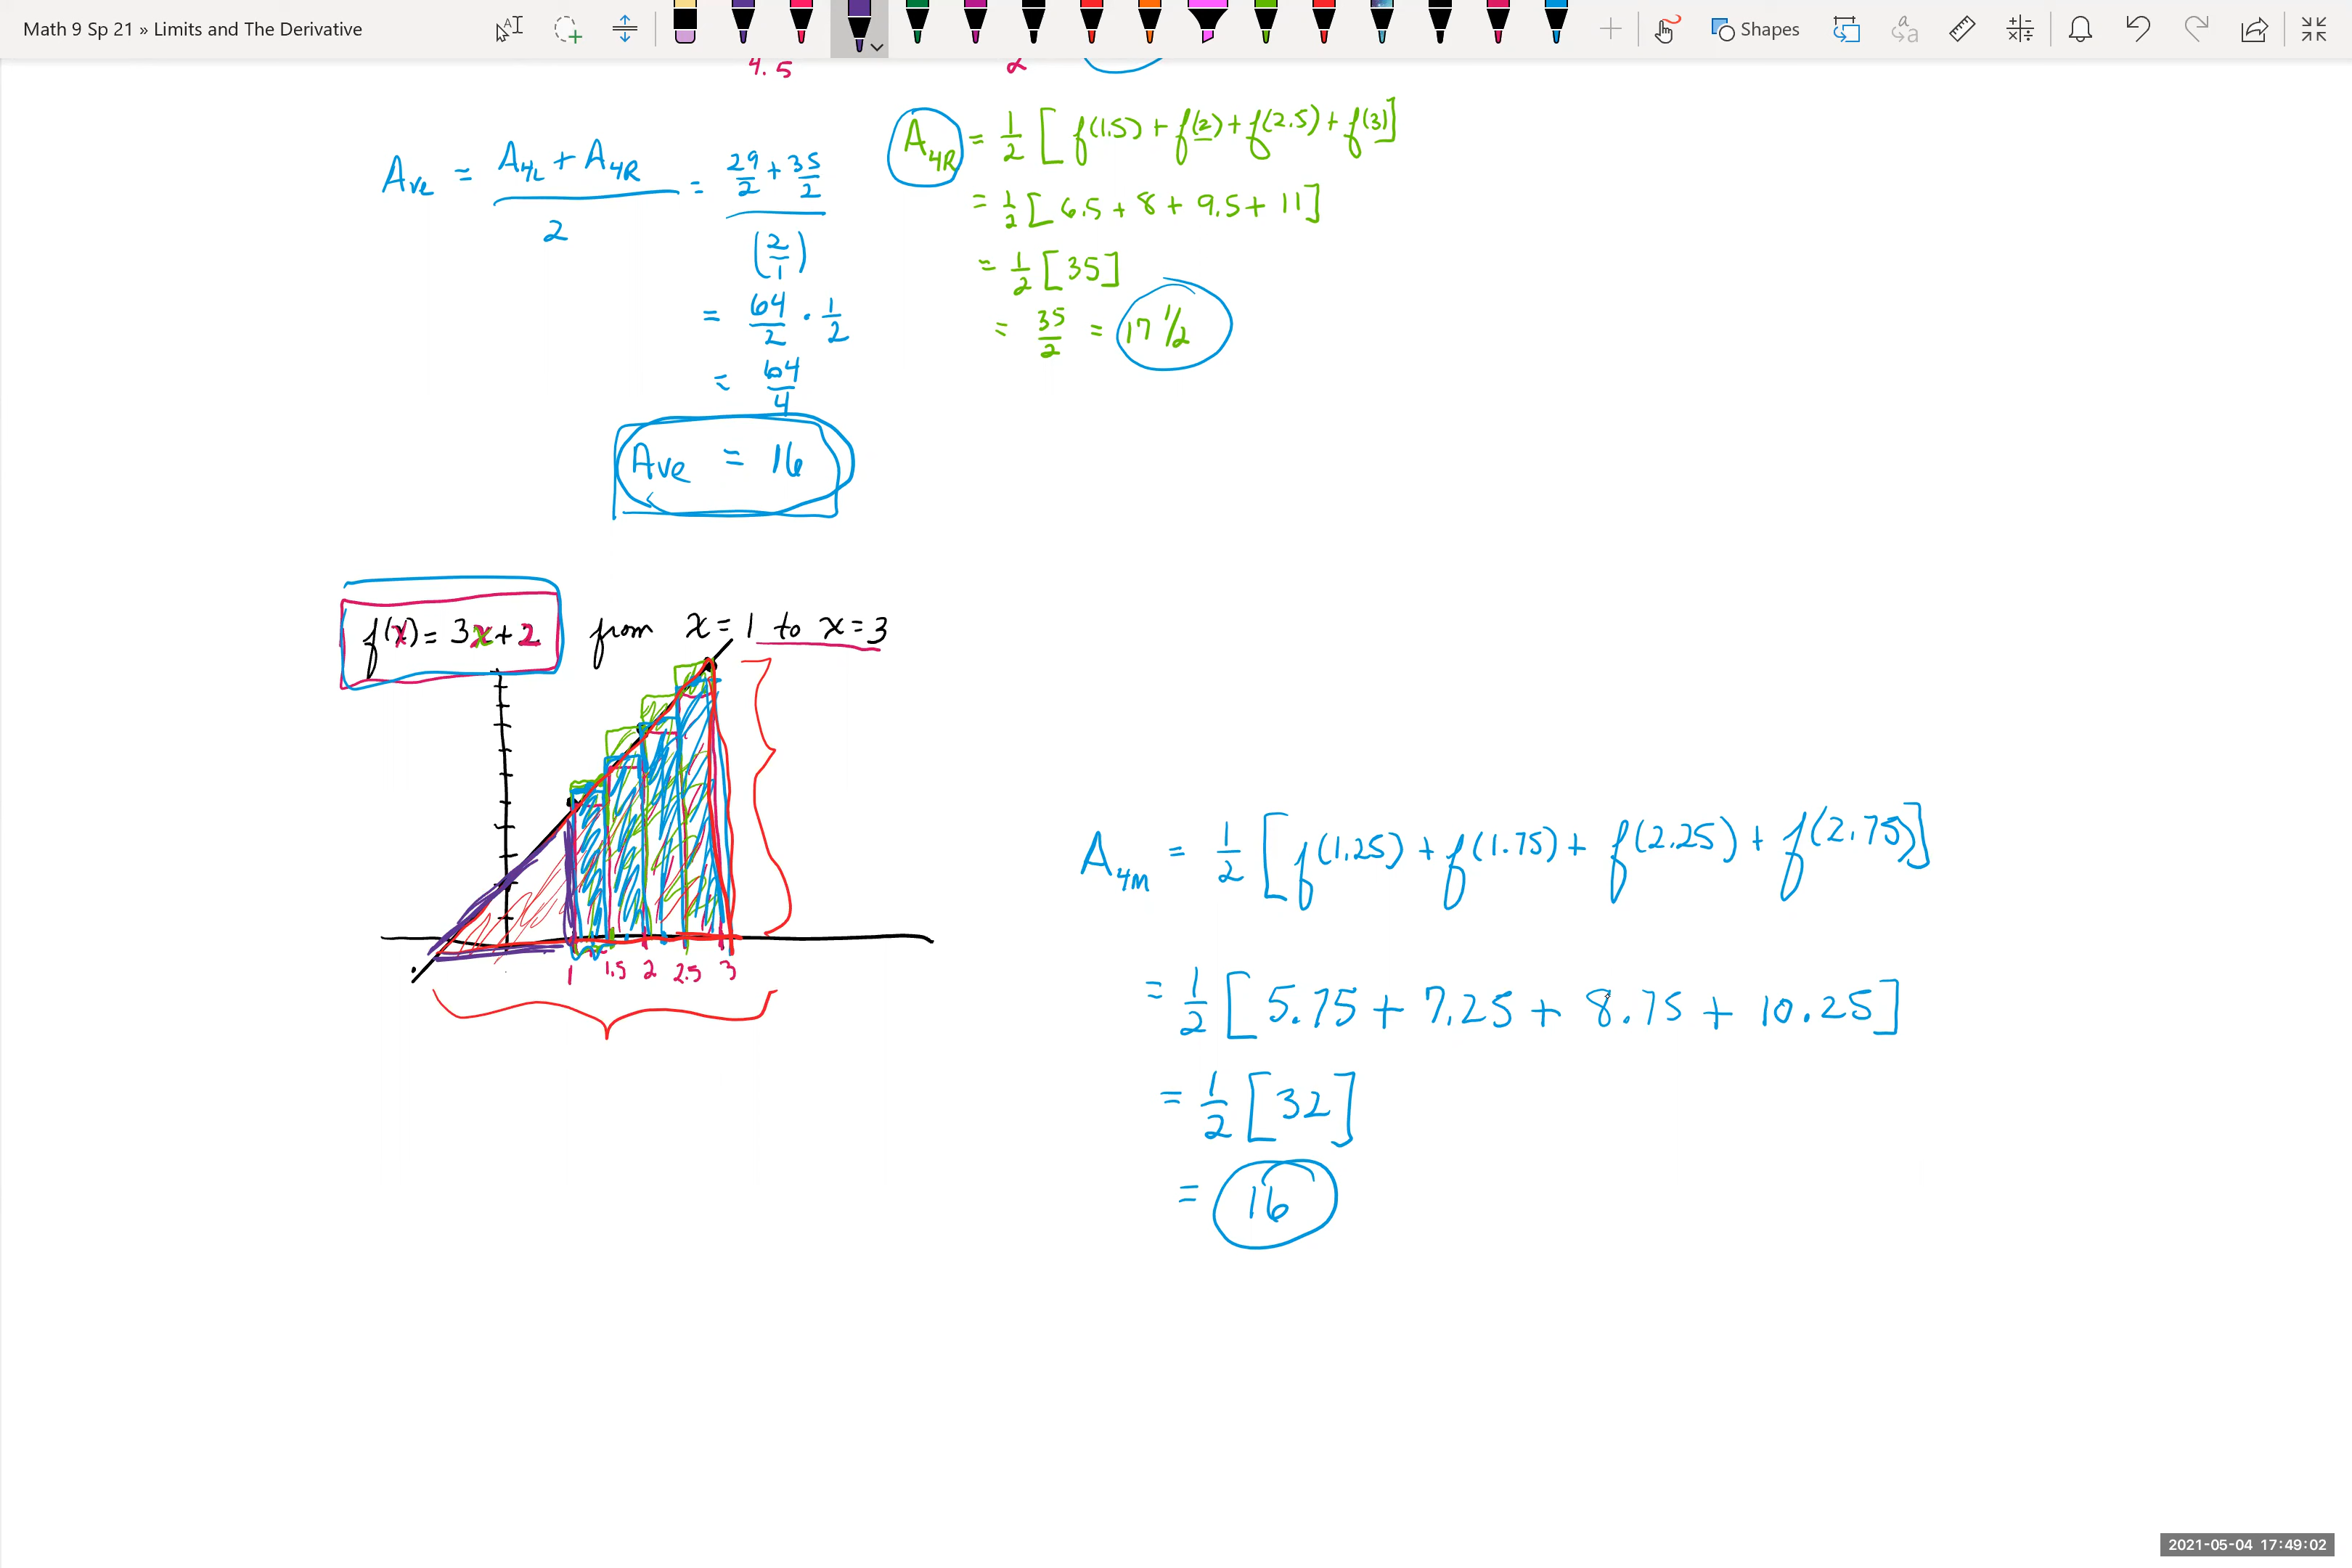 Math 9 Sp 21 » Limits and The Derivative
Shapes
4.5
2
Ave = (A4L + A4R)/2 = (29/2 + 35/2)/(2/1)
= 64/2 · 1/2
= 64/4
Ave = 16
A4R = 1/2 [ f(1.5) + f(2) + f(2.5) + f(3) ]
= 1/2 [ 6.5 + 8 + 9.5 + 11 ]
= 1/2 [ 35 ]
= 35/2 = 17 1/2
f(x) = 3x + 2 from x = 1 to x = 3
1 1.5 2 2.5 3
A4M = 1/2 [ f(1.25) + f(1.75) + f(2.25) + f(2.75) ]
= 1/2 [ 5.75 + 7.25 + 8.75 + 10.25 ]
= 1/2 [ 32 ]
= 16
2021-05-04 17:49:02